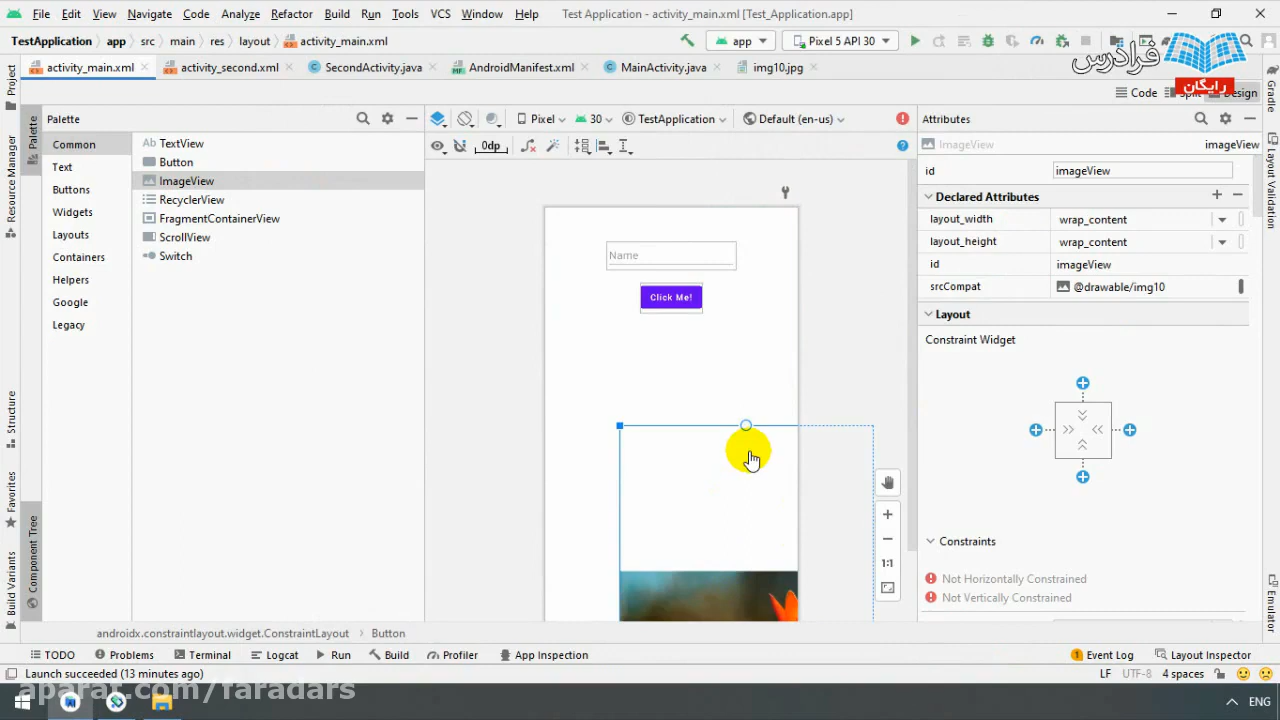 File Edit View Navigate Code Analyze Refactor Build Run Tools VCS Window Help Test Application - activity_main.xml [Test_Application.app]
TestApplication app src main res layout activity_main.xml app Pixel 5 API 30
فرادرس
رایگان
activity_main.xml activity_second.xml SecondActivity.java AndroidManifest.xml MainActivity.java img10.jpg
Code Split Design
Palette Pixel 30 TestApplication Default (en-us) Attributes
0dp
Project
Resource Manager
Structure
Favorites
Build Variants
Palette
Component Tree
Common
Text
Buttons
Widgets
Layouts
Containers
Helpers
Google
Legacy
Ab TextView
Button
ImageView
RecyclerView
FragmentContainerView
ScrollView
Switch
Name
Click Me!
1:1
ImageView imageView
id imageView
Declared Attributes
layout_width wrap_content
layout_height wrap_content
id imageView
srcCompat @drawable/img10
Layout
Constraint Widget
Constraints
Not Horizontally Constrained
Not Vertically Constrained
Gradle
Layout Validation
Emulator
androidx.constraintlayout.widget.ConstraintLayout Button
TODO Problems Terminal Logcat Run Build Profiler App Inspection Event Log Layout Inspector
Launch succeeded (13 minutes ago) LF UTF-8 4 spaces
aparat.com/faradars
ENG